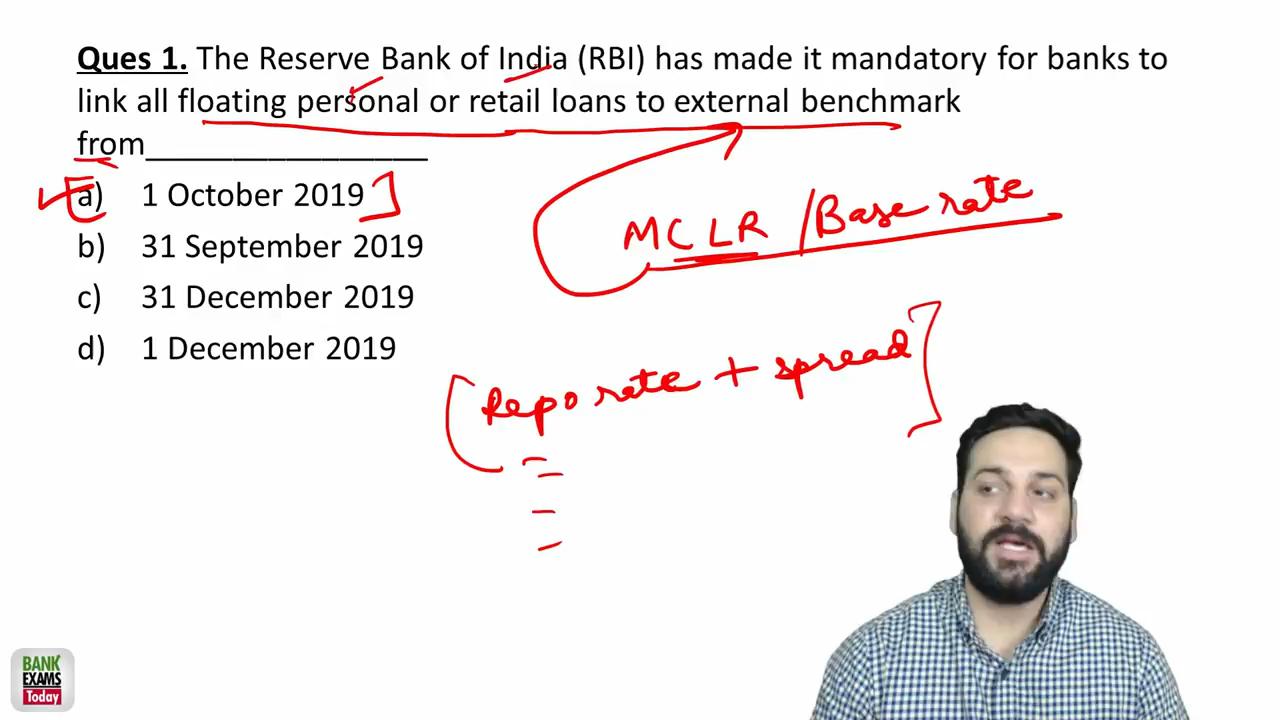 Ques 1. The Reserve Bank of India (RBI) has made it mandatory for banks to
link all floating personal or retail loans to external benchmark
from________________
a) 1 October 2019
b) 31 September 2019
c) 31 December 2019
d) 1 December 2019
MCLR / Base rate
Repo rate + spread
BANK
EXAMS
Today